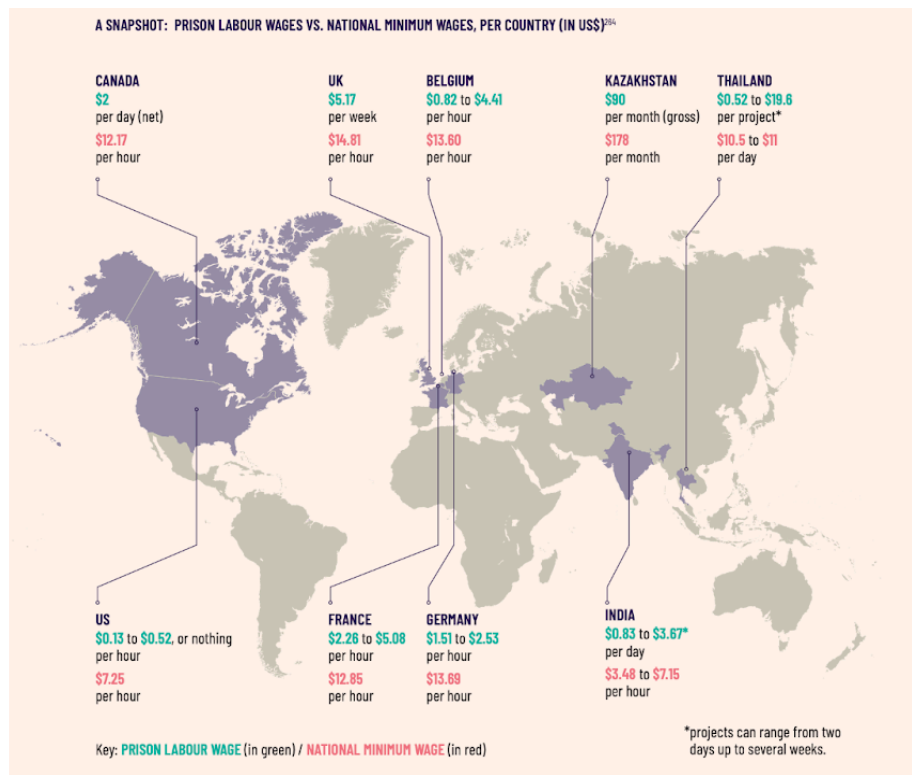 A SNAPSHOT: PRISON LABOUR WAGES VS. NATIONAL MINIMUM WAGES, PER COUNTRY (IN US$)²⁶⁴
CANADA
$2
per day (net)
$12.17
per hour
UK
$5.17
per week
$14.81
per hour
BELGIUM
$0.82 to $4.41
per hour
$13.60
per hour
KAZAKHSTAN
$90
per month (gross)
$178
per month
THAILAND
$0.52 to $19.6
per project*
$10.5 to $11
per day
US
$0.13 to $0.52, or nothing
per hour
$7.25
per hour
FRANCE
$2.26 to $5.08
per hour
$12.85
per hour
GERMANY
$1.51 to $2.53
per hour
$13.69
per hour
INDIA
$0.83 to $3.67*
per day
$3.48 to $7.15
per hour
Key: PRISON LABOUR WAGE (in green) / NATIONAL MINIMUM WAGE (in red)
*projects can range from two
days up to several weeks.